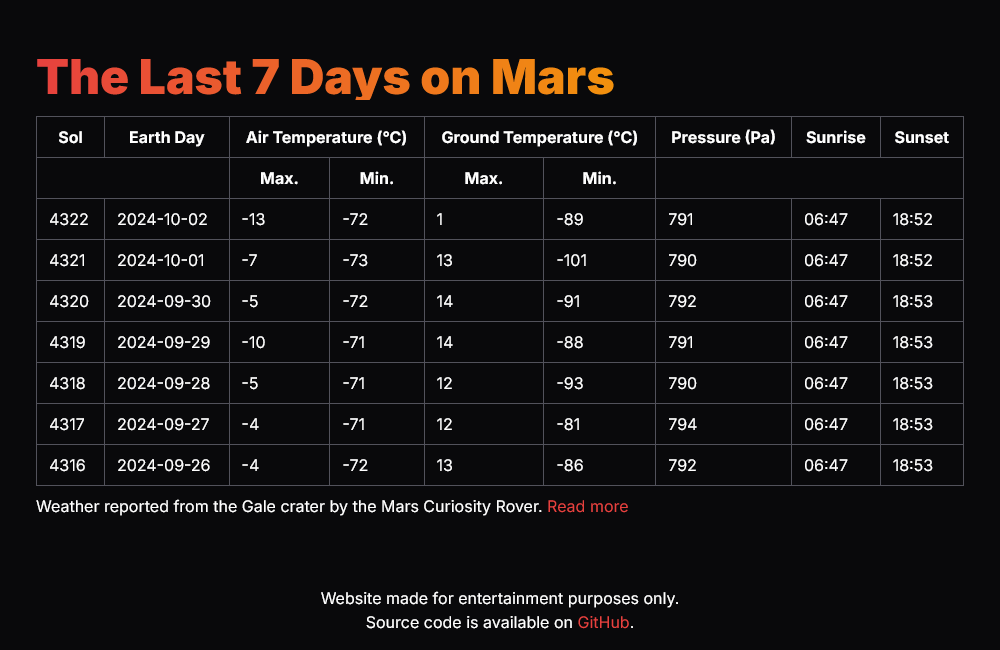 The Last 7 Days on Mars
Sol Earth Day Air Temperature (°C) Ground Temperature (°C) Pressure (Pa) Sunrise Sunset
Max. Min. Max. Min.
4322 2024-10-02 -13 -72 1 -89 791 06:47 18:52
4321 2024-10-01 -7 -73 13 -101 790 06:47 18:52
4320 2024-09-30 -5 -72 14 -91 792 06:47 18:53
4319 2024-09-29 -10 -71 14 -88 791 06:47 18:53
4318 2024-09-28 -5 -71 12 -93 790 06:47 18:53
4317 2024-09-27 -4 -71 12 -81 794 06:47 18:53
4316 2024-09-26 -4 -72 13 -86 792 06:47 18:53
Weather reported from the Gale crater by the Mars Curiosity Rover. Read more
Website made for entertainment purposes only.
Source code is available on GitHub.